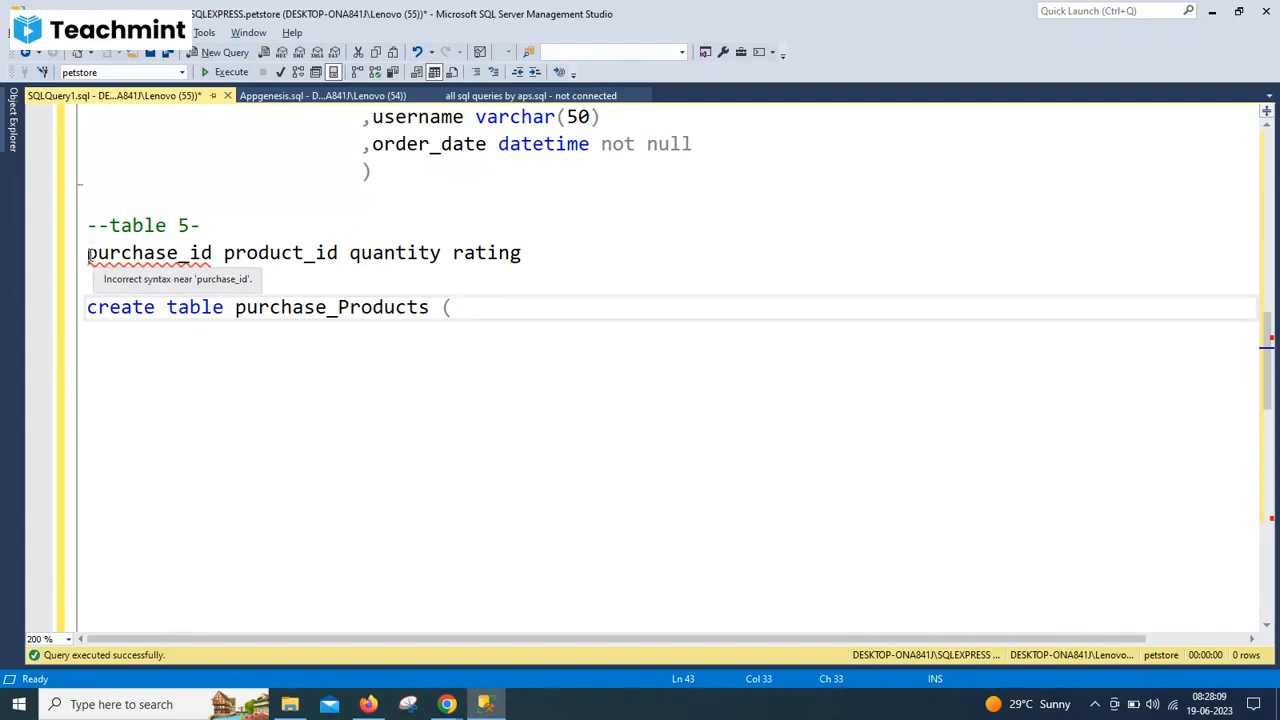 SQLEXPRESS.petstore (DESKTOP-ONA841J\Lenovo (55))* - Microsoft SQL Server Management Studio
Quick Launch (Ctrl+Q)
Teachmint
Tools Window Help
New Query
petstore
Execute
SQLQuery1.sql - DE...A841J\Lenovo (55))*
Appgenesis.sql - D...A841J\Lenovo (54))
all sql queries by aps.sql - not connected
Object Explorer
,username varchar(50)
,order_date datetime not null
)
--table 5-
purchase_id product_id quantity rating
Incorrect syntax near 'purchase_id'.
create table purchase_Products (
200 %
Query executed successfully.
DESKTOP-ONA841J\SQLEXPRESS ...
DESKTOP-ONA841J\Lenovo...
petstore
00:00:00
0 rows
Ready
Ln 43
Col 33
Ch 33
INS
Type here to search
29°C Sunny
08:28:09
19-06-2023